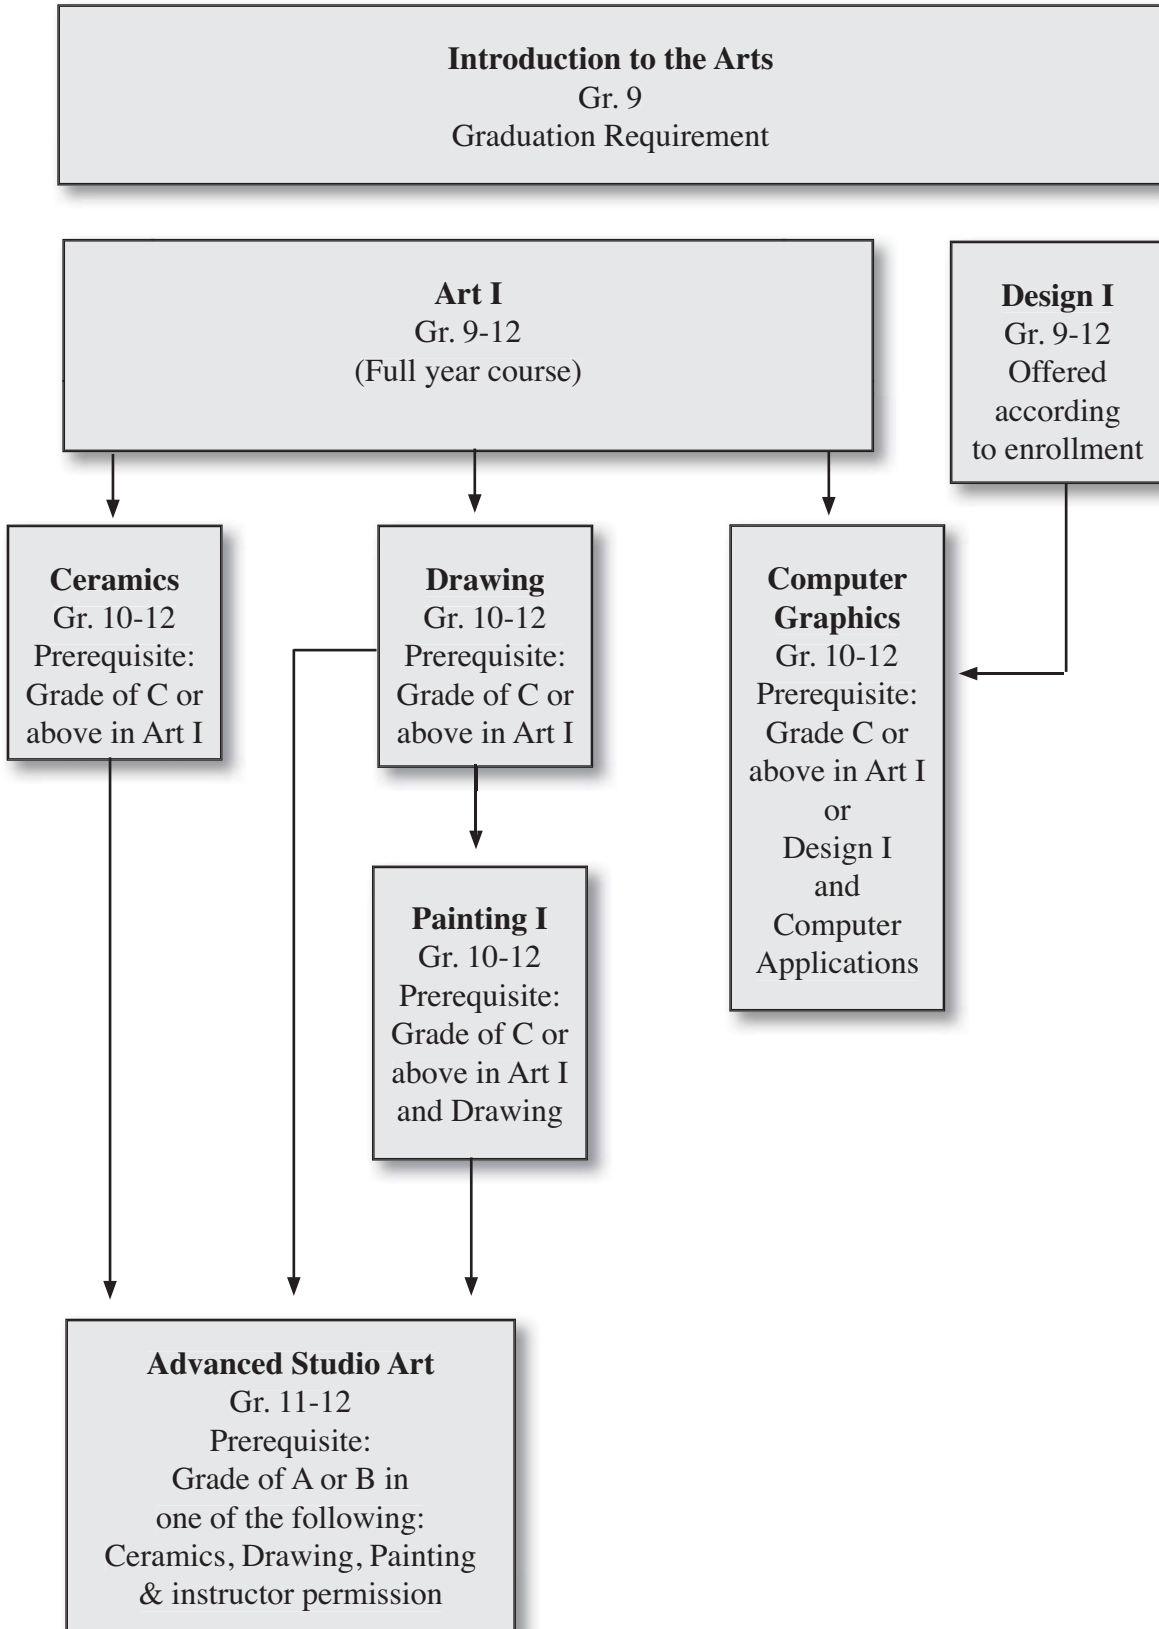 Introduction to the Arts
Gr. 9
Graduation Requirement
Art I
Gr. 9-12
(Full year course)
Design I
Gr. 9-12
Offered
according
to enrollment
Ceramics
Gr. 10-12
Prerequisite:
Grade of C or
above in Art I
Drawing
Gr. 10-12
Prerequisite:
Grade of C or
above in Art I
Computer
Graphics
Gr. 10-12
Prerequisite:
Grade C or
above in Art I
or
Design I
and
Computer
Applications
Painting I
Gr. 10-12
Prerequisite:
Grade of C or
above in Art I
and Drawing
Advanced Studio Art
Gr. 11-12
Prerequisite:
Grade of A or B in
one of the following:
Ceramics, Drawing, Painting
& instructor permission